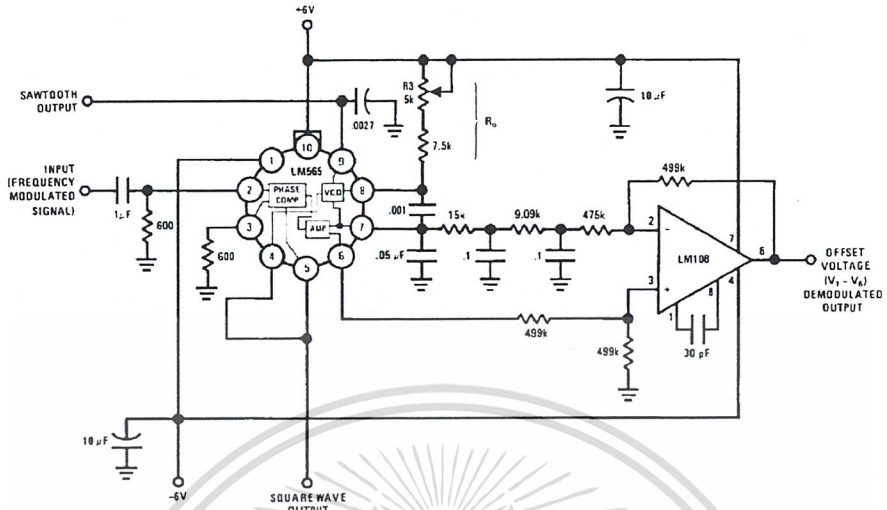 +6V
SAWTOOTH
OUTPUT
.0027
R3
5k
R₀
7.5k
10 µF
499k
INPUT
(FREQUENCY
MODULATED
SIGNAL)
1µF
600
600
1
2
3
4
5
6
7
8
9
10
LM565
PHASE
COMP
VCO
AMP
.001
.05 µF
15k
9.09k
475k
.1
.1
2
3
7
6
4
8
1
LM108
30 pF
OFFSET
VOLTAGE
(V₇ - V₆)
DEMODULATED
OUTPUT
499k
499k
10 µF
-6V
SQUARE WAVE
OUTPUT